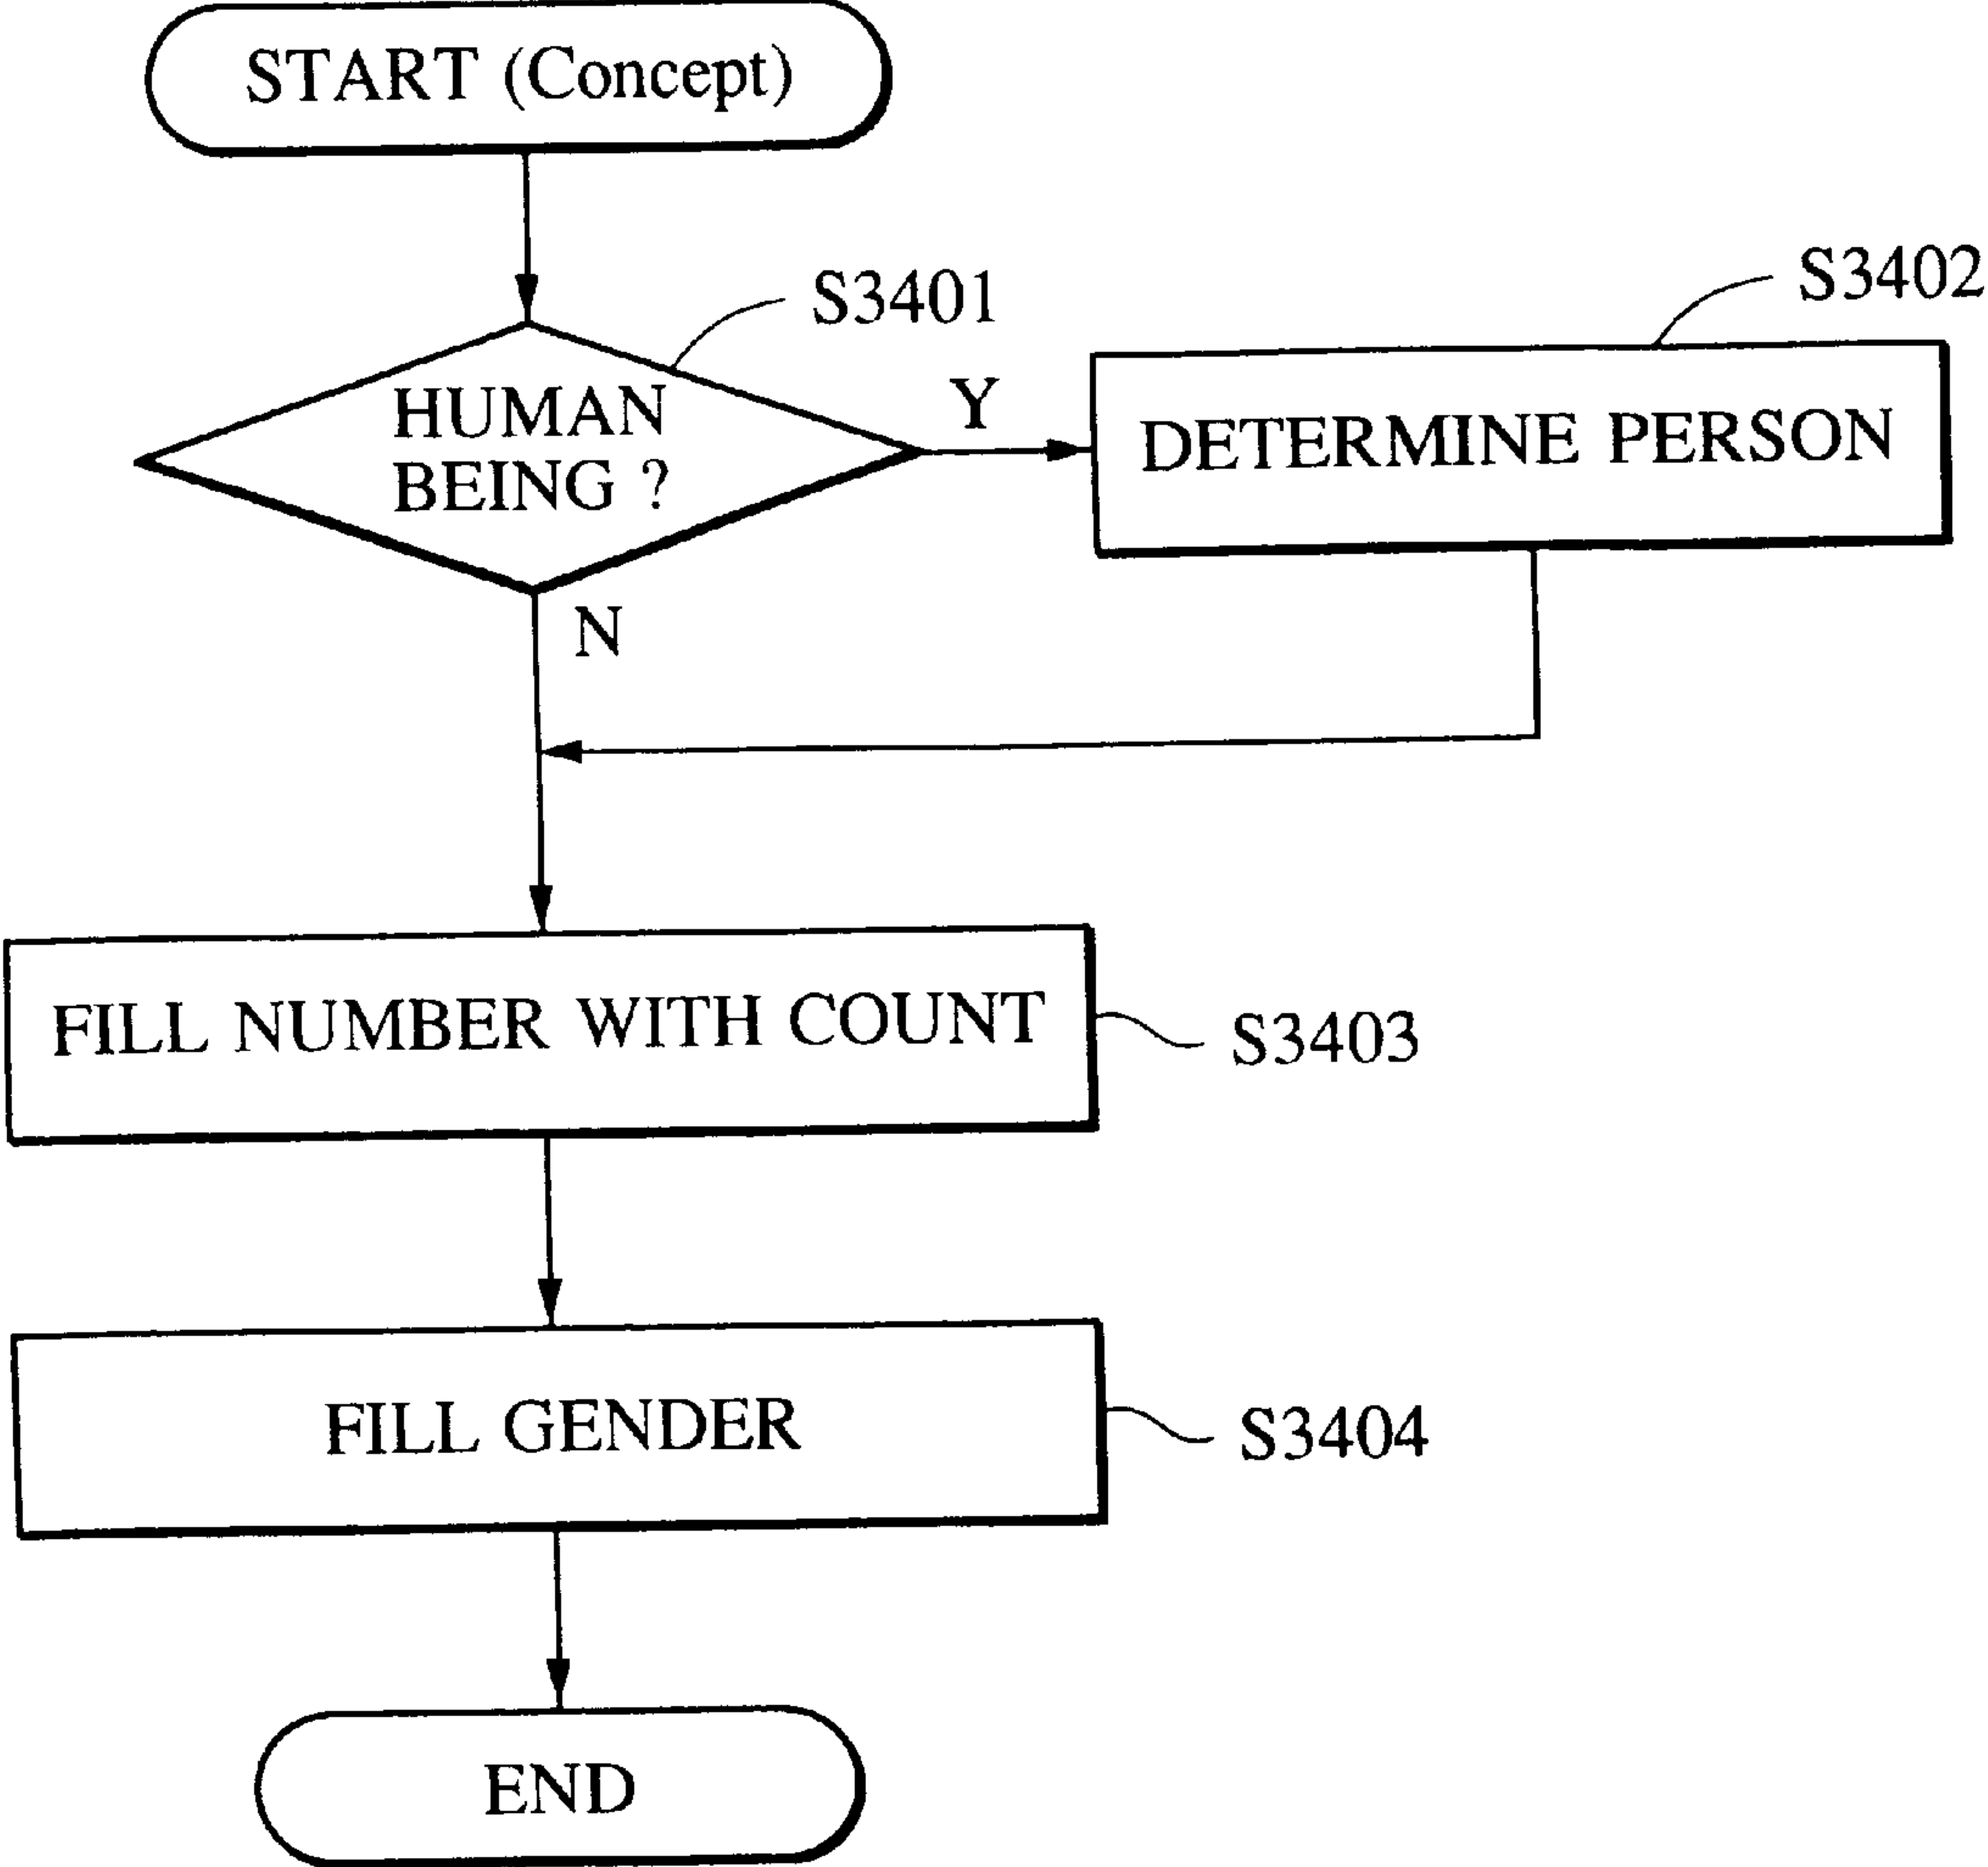 START (Concept)
S3401
S3402
HUMAN
BEING ?
Y
DETERMINE PERSON
N
FILL NUMBER WITH COUNT
S3403
FILL GENDER
S3404
END